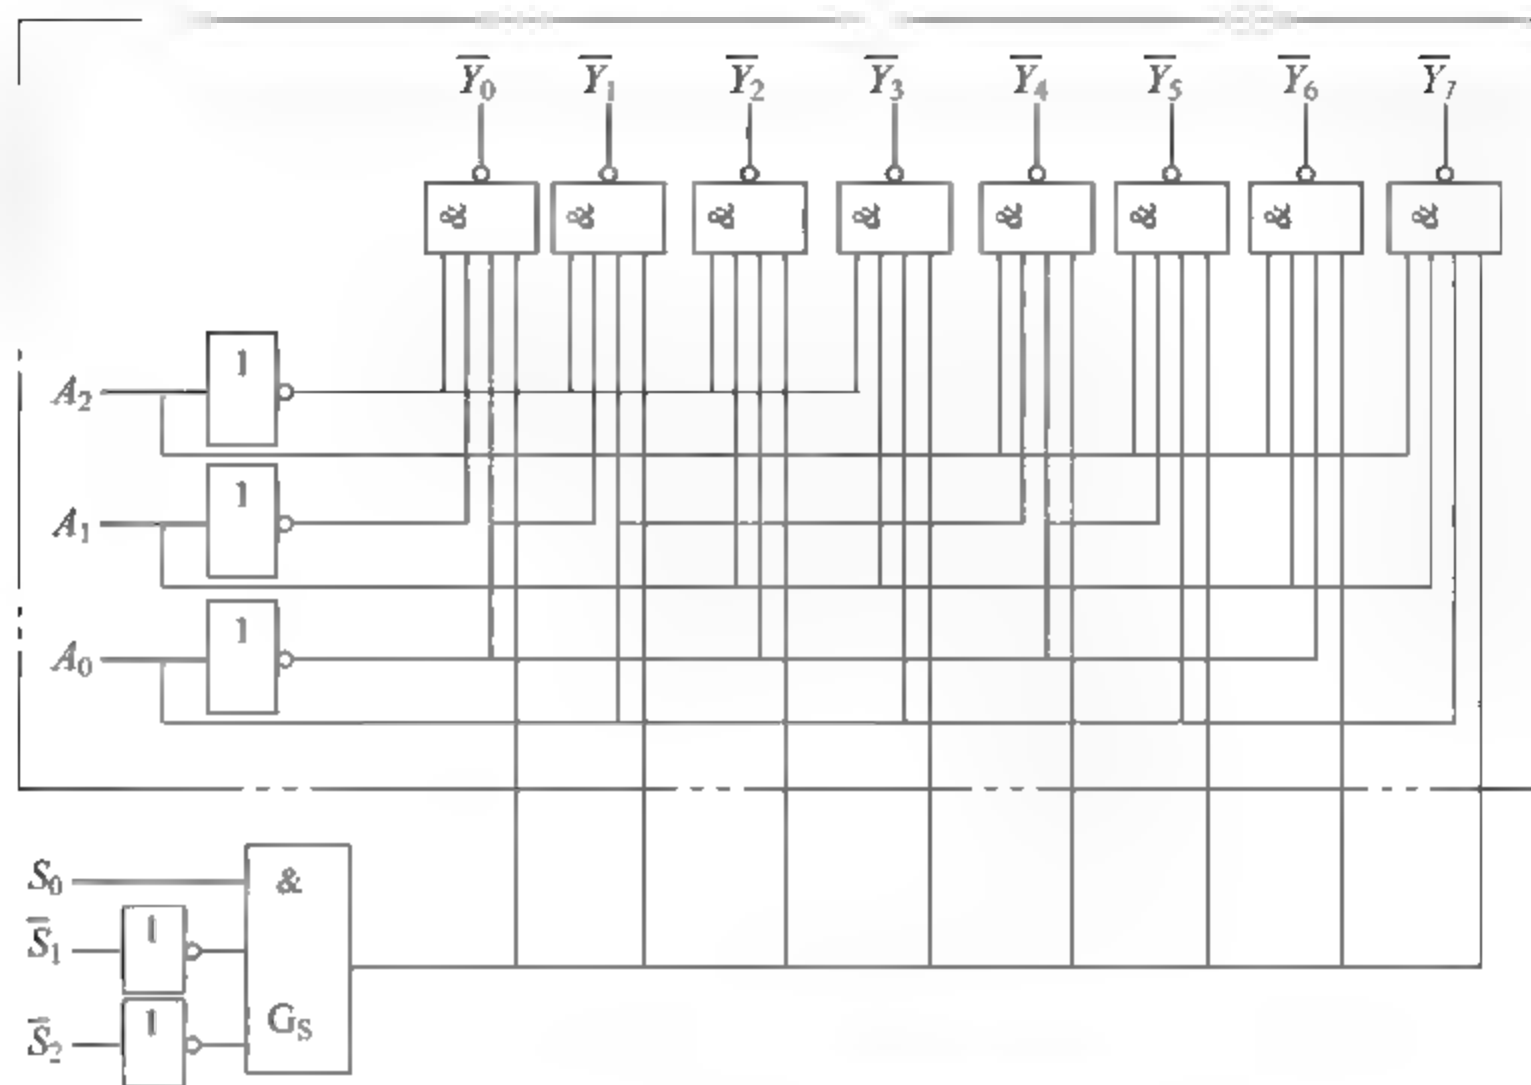 Y̅₀ Y̅₁ Y̅₂ Y̅₃ Y̅₄ Y̅₅ Y̅₆ Y̅₇
& & & & & & & &
1
A₂
1
A₁
1
A₀
S₀ &
S̅₁ 1
S̅₂ 1 G_S